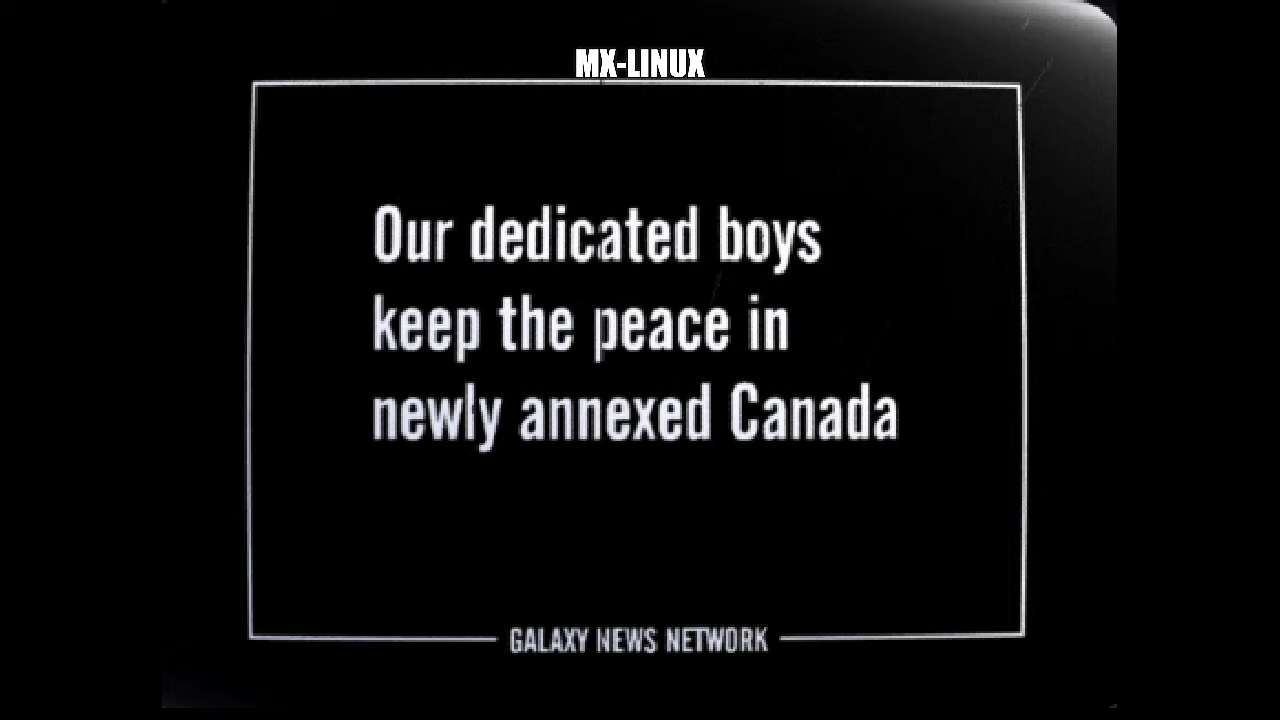 MX-LINUX
Our dedicated boys
keep the peace in
newly annexed Canada
GALAXY NEWS NETWORK